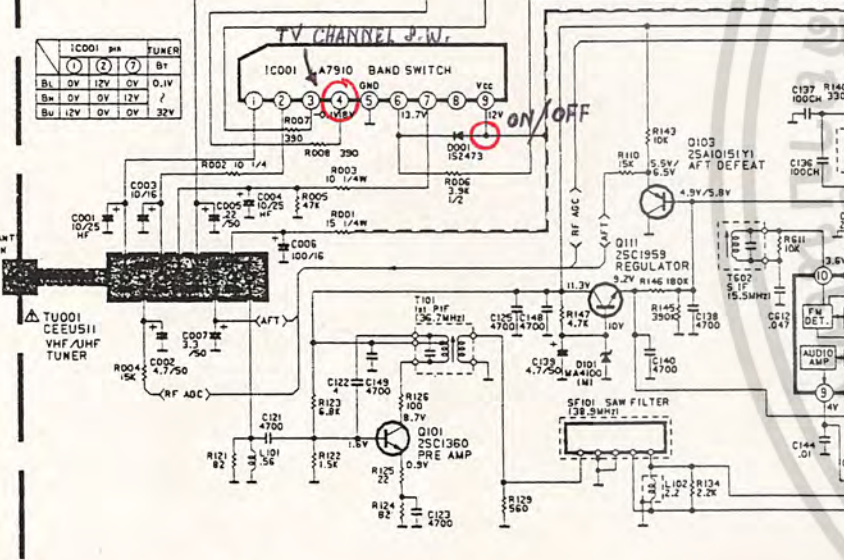 TV CHANNEL S.W.
IC001 PIN TUNER
① ② ⑦ BT
BL 0V 12V 0V 0.1V
BH 0V 0V 12V ≀
BU 12V 0V 0V 32V
IC001 LA7910 BAND SWITCH
GND
Vcc
1 2 3 4 5 6 7 8 9
13.7V
12V
ON/OFF
R007
390
R008 390
D001
1S2473
R002 10 1/4
R003
10 1/4W
R006
3.9K
1/2
C001
10/25
HF
C003
10/16
C005
.22
/50
C004
10/25
HF
R005
47K
R001
15 1/4W
C006
100/16
ANT
TU001
CEEU511
VHF/UHF
TUNER
R004
15K
C002
4.7/50
C007
3.3
/50
(AFT)
(RF AGC)
RF AGC
AFT
R143
10K
R110
15K
5.5V/
6.5V
Q103
2SA1015(Y)
AFT DEFEAT
4.9V/5.8V
C137
100CH
R140
330
C136
100CH
Q111
2SC1959
REGULATOR
9.2V
11.3V
10V
R146 180K
R145
390K
C138
4700
R147
4.7K
C125
4700
C148
4700
C139
4.7/50
D101
MA4100
(M)
C140
4700
T602
S IF
(5.5MHz)
R611
10K
C612
.047
3.6V
10
FM
DET.
AUDIO
AMP
9
4V
C144
.01
T101
1st PIF
(36.7MHz)
R123
6.8K
C122
4
C149
4700
R126
100
8.7V
Q101
2SC1360
PRE AMP
1.6V
0.9V
C121
4700
R121
82
L101
.56
R122
1.5K
R125
22
R124
82
C123
4700
R129
560
SF101 SAW FILTER
(38.9MHz)
L102
2.2
R134
2.2K